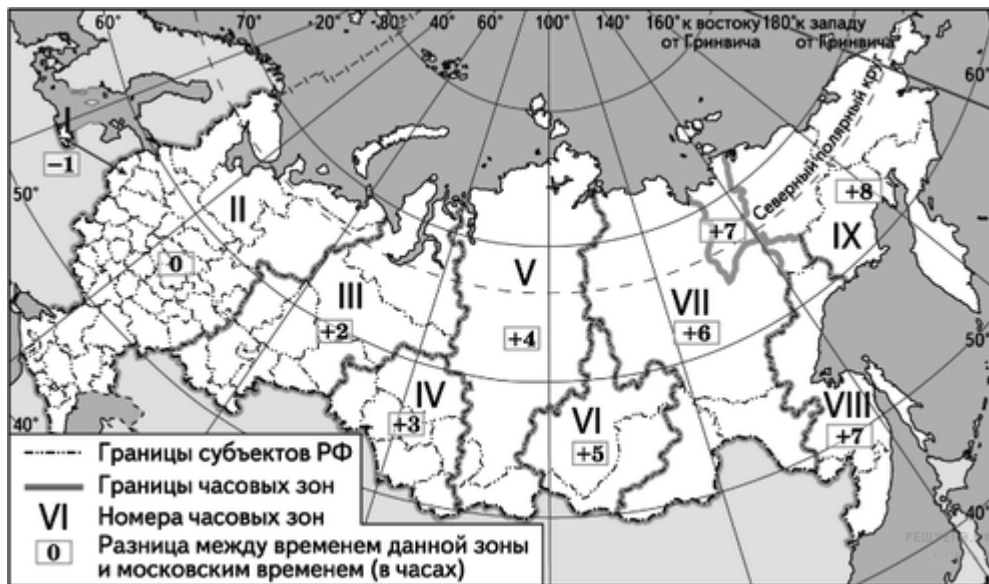 60°
70°
20°
30°
40°
60°
100°
140°
160° к востоку
от Гринвича
180° к западу
от Гринвича
60°
I
−1
50°
II
0
III
+2
IV
+3
V
+4
VI
+5
VII
+6
+7
Северный полярный круг
+8
IX
50°
VIII
+7
40°
40°
Границы субъектов РФ
Границы часовых зон
VI Номера часовых зон
0 Разница между временем данной зоны
и московским временем (в часах)